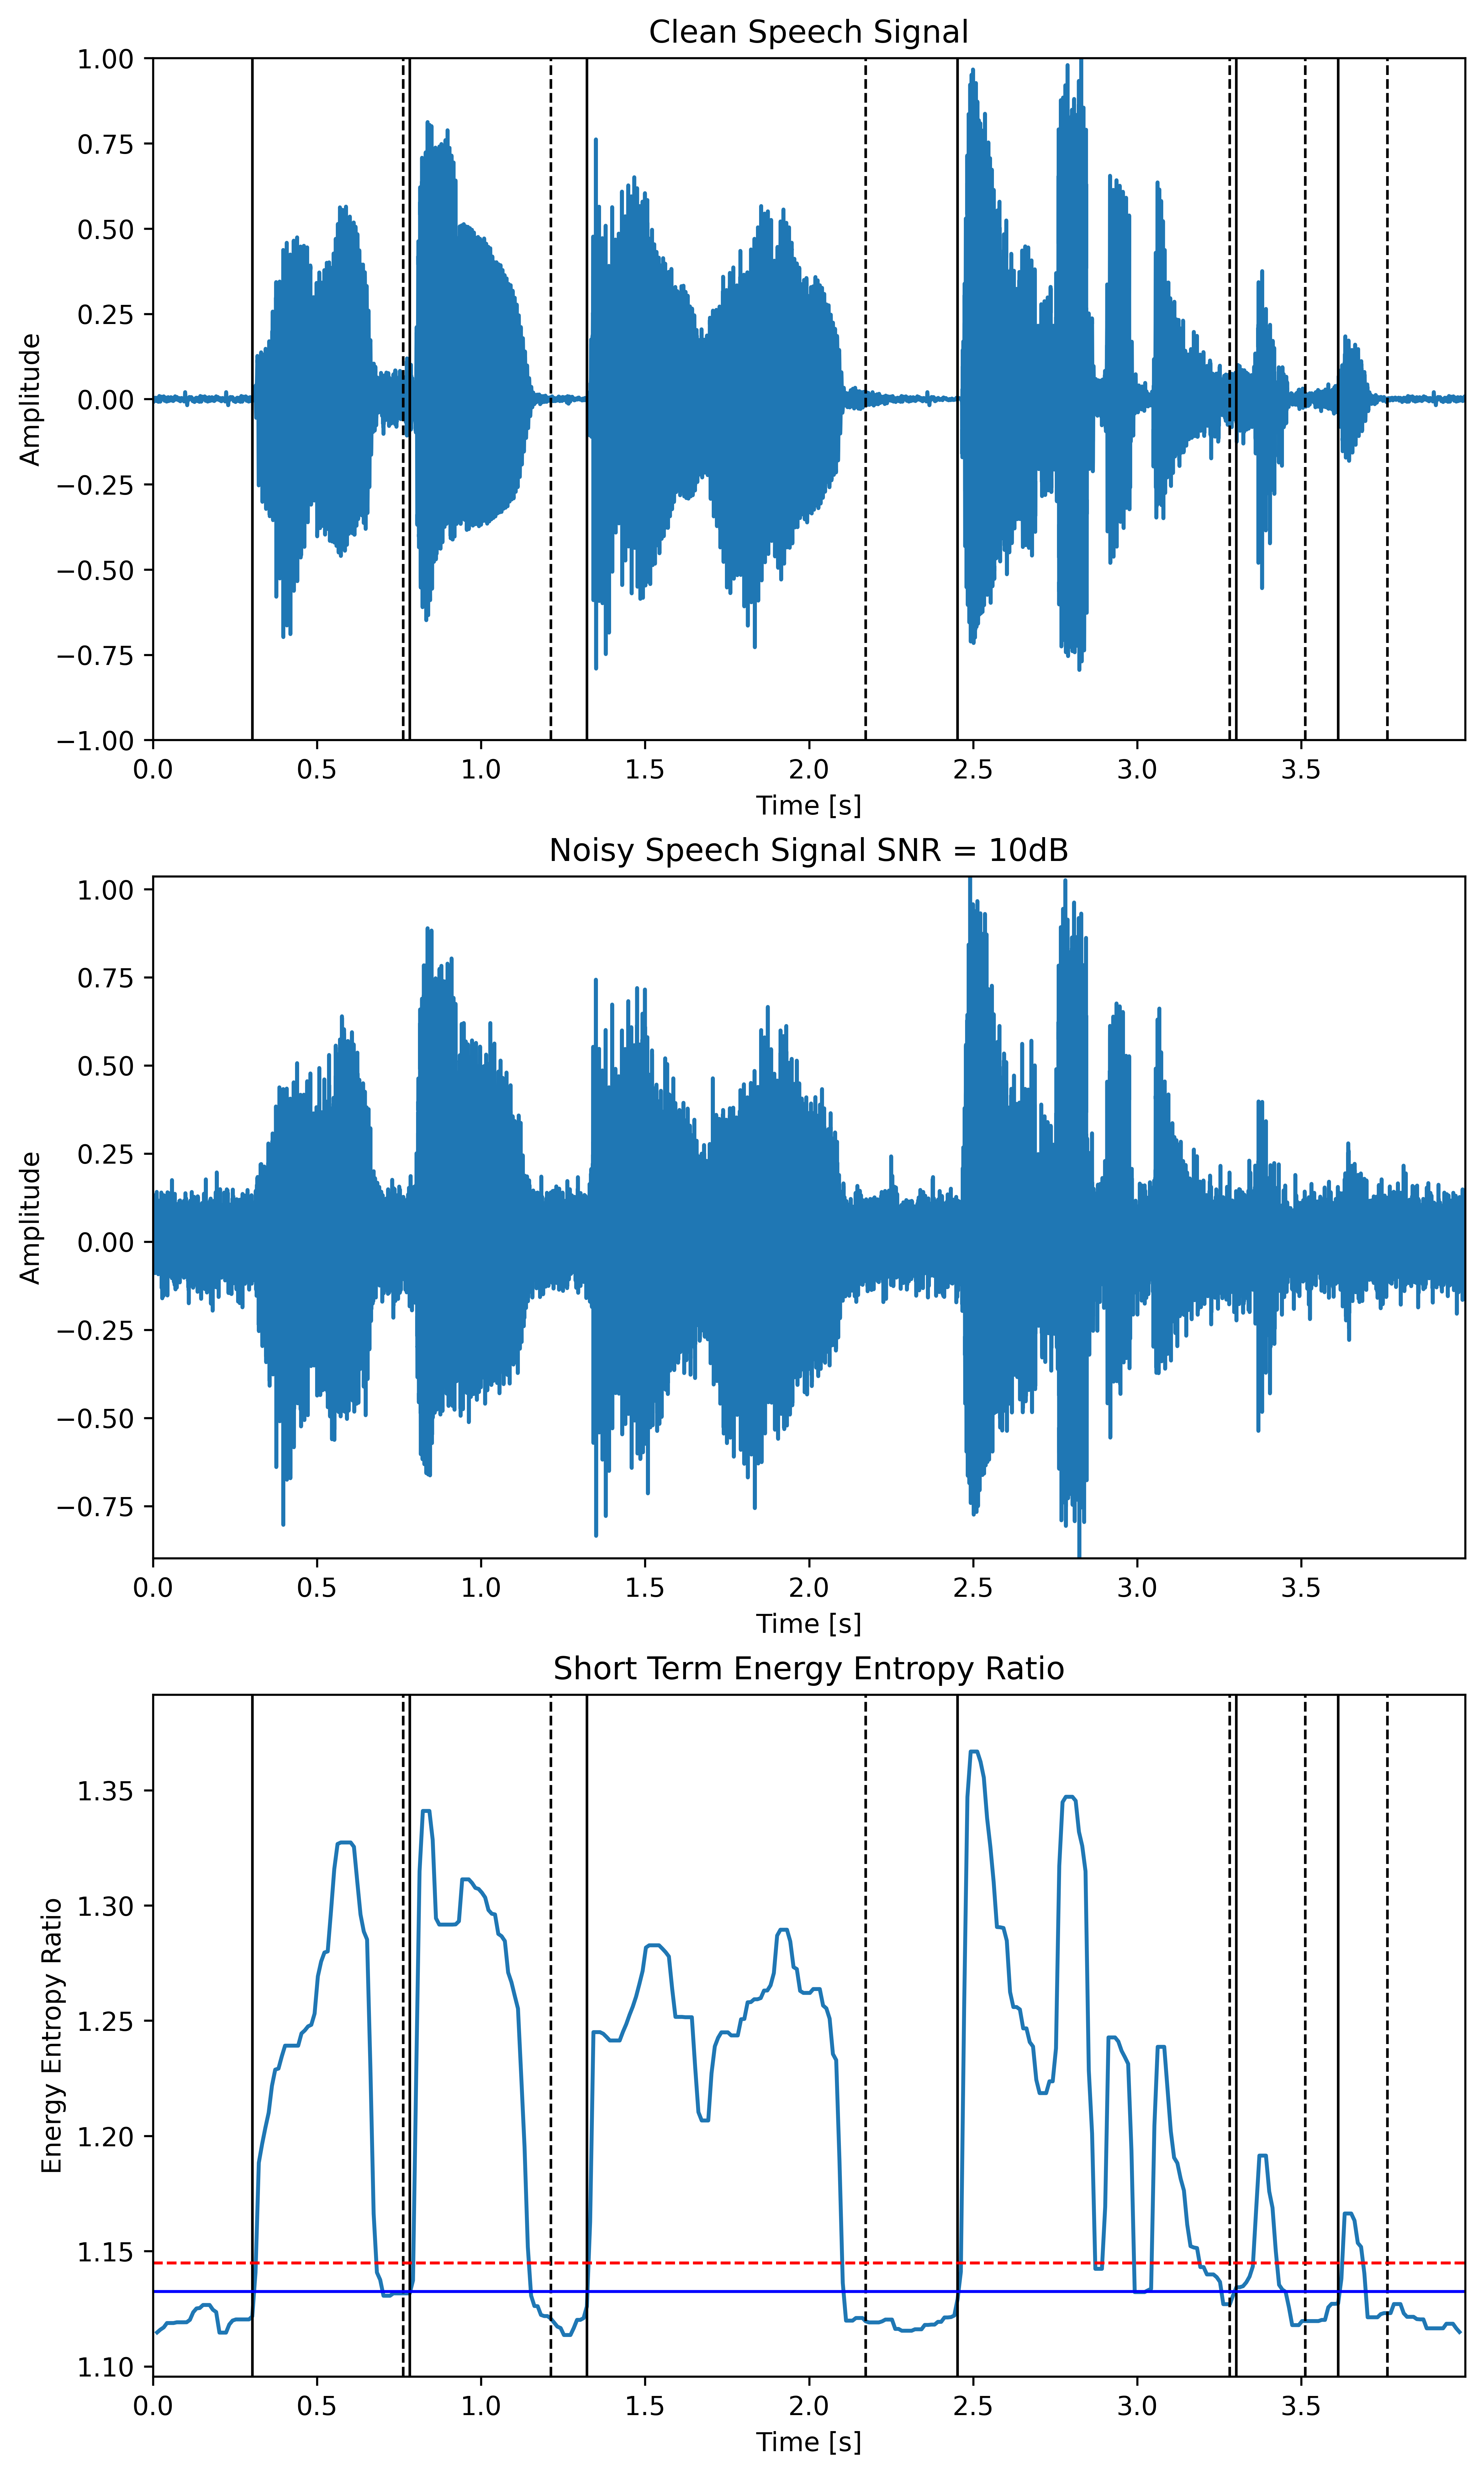 Clean Speech Signal
1.00
0.75
0.50
0.25
0.00
−0.25
−0.50
−0.75
−1.00
Amplitude
0.0 0.5 1.0 1.5 2.0 2.5 3.0 3.5
Time [s]
Noisy Speech Signal SNR = 10dB
1.00
0.75
0.50
0.25
0.00
−0.25
−0.50
−0.75
Amplitude
0.0 0.5 1.0 1.5 2.0 2.5 3.0 3.5
Time [s]
Short Term Energy Entropy Ratio
1.35
1.30
1.25
1.20
1.15
1.10
Energy Entropy Ratio
0.0 0.5 1.0 1.5 2.0 2.5 3.0 3.5
Time [s]